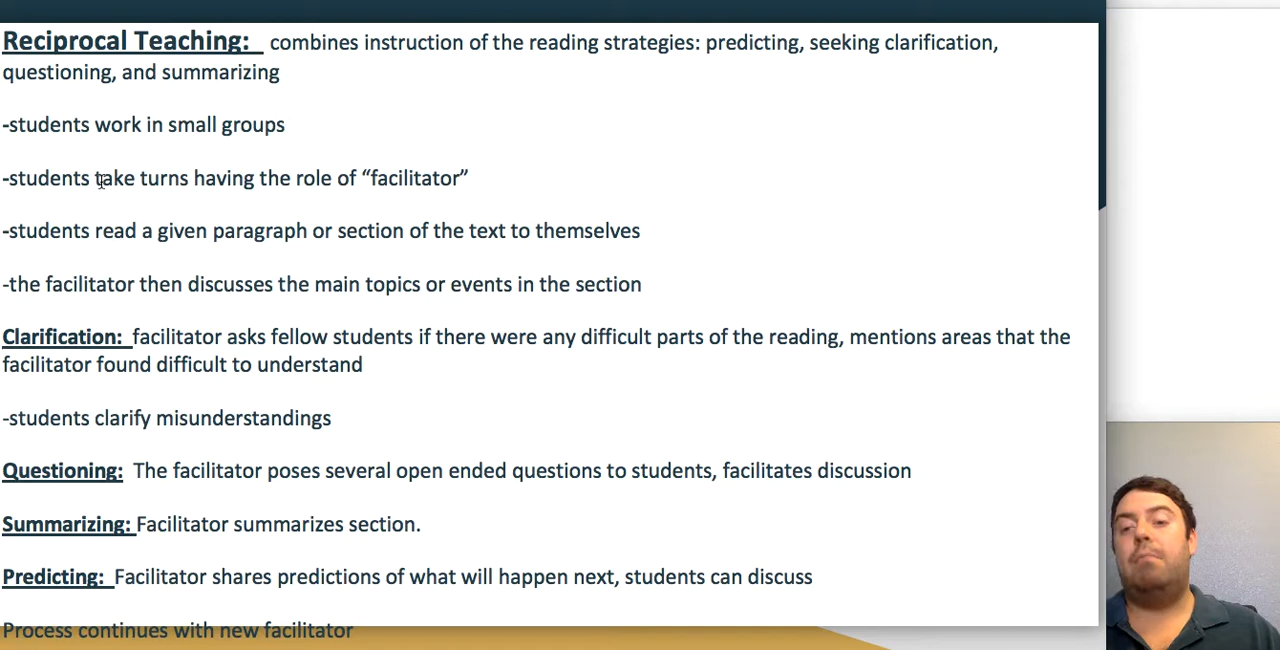 Reciprocal Teaching: combines instruction of the reading strategies: predicting, seeking clarification,
questioning, and summarizing
-students work in small groups
-students take turns having the role of “facilitator”
-students read a given paragraph or section of the text to themselves
-the facilitator then discusses the main topics or events in the section
Clarification: facilitator asks fellow students if there were any difficult parts of the reading, mentions areas that the
facilitator found difficult to understand
-students clarify misunderstandings
Questioning: The facilitator poses several open ended questions to students, facilitates discussion
Summarizing: Facilitator summarizes section.
Predicting: Facilitator shares predictions of what will happen next, students can discuss
Process continues with new facilitator